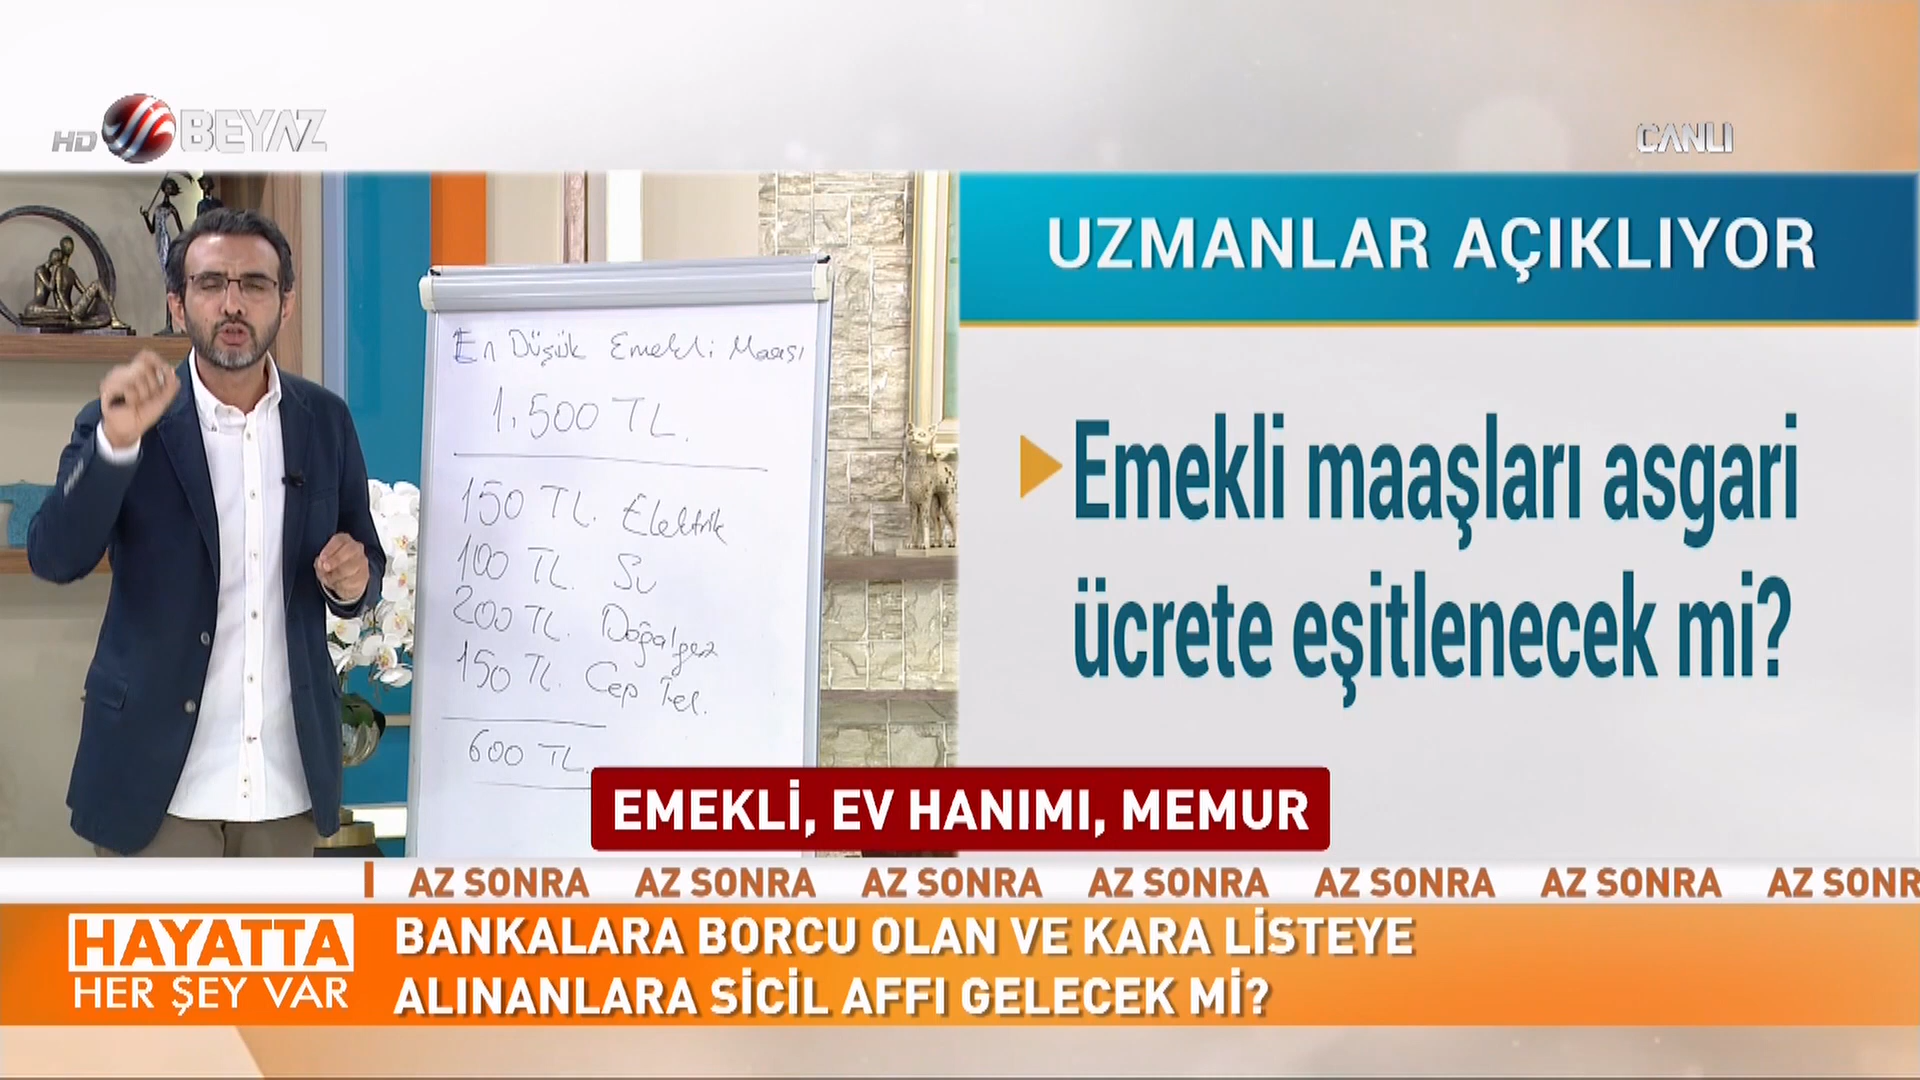 HD BEYAZ
CANLI
UZMANLAR AÇIKLIYOR
Emekli maaşları asgari
ücrete eşitlenecek mi?
En Düşük Emekli Maaşı
1.500 TL.
150 TL. Elektrik
100 TL. Su
200 TL. Doğalgaz
150 TL. Cep Tel.
600 TL.
EMEKLİ, EV HANIMI, MEMUR
AZ SONRA AZ SONRA AZ SONRA AZ SONRA AZ SONRA AZ SONRA AZ SONR
HAYATTA
HER ŞEY VAR
BANKALARA BORCU OLAN VE KARA LİSTEYE
ALINANLARA SİCİL AFFI GELECEK Mİ?